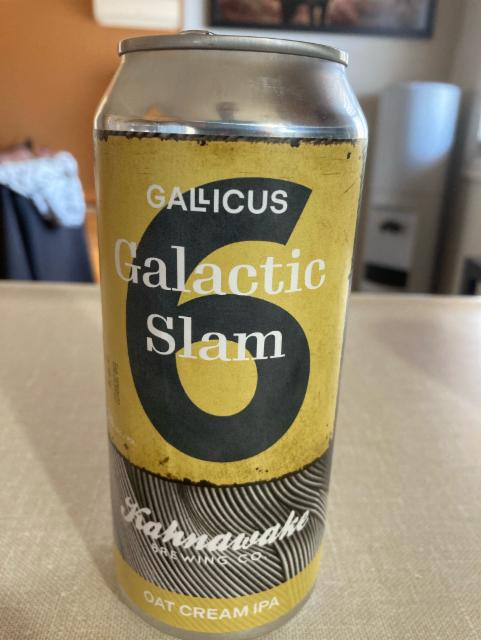 GALLICUS
6
Galactic
Slam
Kahnawake
BREWING CO.
OAT CREAM IPA